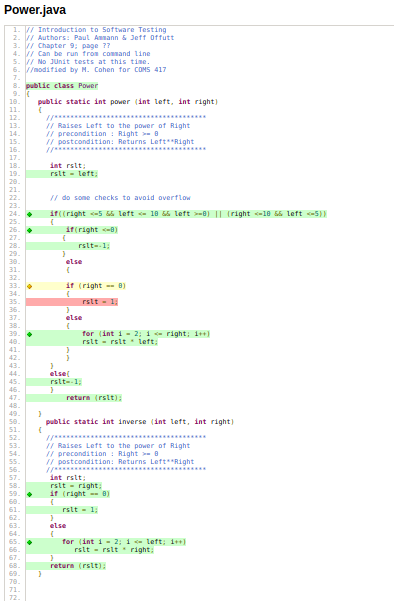 Power.java
1. // Introduction to Software Testing
2. // Authors: Paul Ammann & Jeff Offutt
3. // Chapter 9; page ??
4. // Can be run from command line
5. // No JUnit tests at this time.
6. //modified by M. Cohen for COMS 417
7.
8. public class Power
9. {
10. public static int power (int left, int right)
11. {
12. //**************************************
13. // Raises Left to the power of Right
14. // precondition : Right >= 0
15. // postcondition: Returns Left**Right
16. //**************************************
17.
18. int rslt;
19. rslt = left;
20.
21.
22. // do some checks to avoid overflow
23.
24. if((right <=5 && left <= 10 && left >=0) || (right <=10 && left <=5))
25. {
26. if(right <=0)
27. {
28. rslt=-1;
29. }
30. else
31. {
32.
33. if (right == 0)
34. {
35. rslt = 1;
36. }
37. else
38. {
39. for (int i = 2; i <= right; i++)
40. rslt = rslt * left;
41. }
42. }
43. }
44. else{
45. rslt=-1;
46. }
47. return (rslt);
48.
49. }
50. public static int inverse (int left, int right)
51. {
52. //**************************************
53. // Raises Left to the power of Right
54. // precondition : Right >= 0
55. // postcondition: Returns Left**Right
56. //**************************************
57. int rslt;
58. rslt = right;
59. if (right == 0)
60. {
61. rslt = 1;
62. }
63. else
64. {
65. for (int i = 2; i <= left; i++)
66. rslt = rslt * right;
67. }
68. return (rslt);
69. }
70.
71.
72.